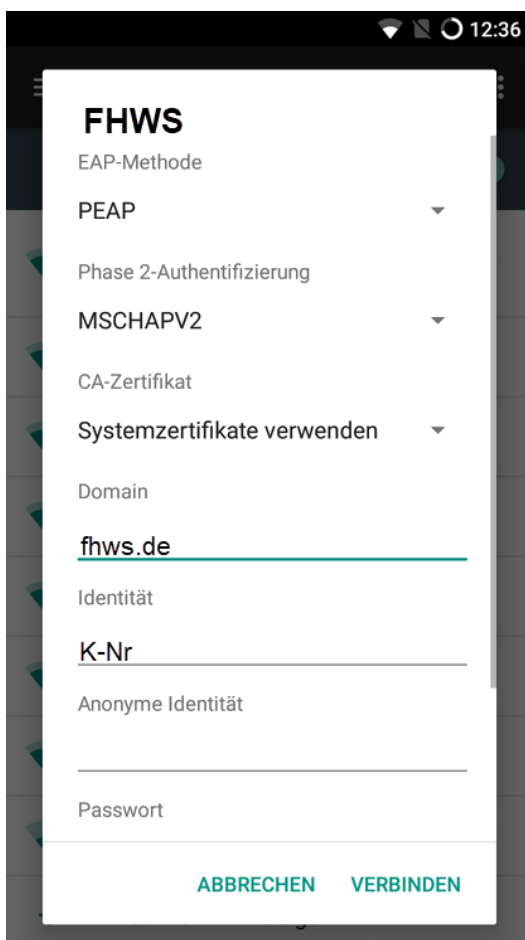 12:36
FHWS
EAP-Methode
PEAP
Phase 2-Authentifizierung
MSCHAPV2
CA-Zertifikat
Systemzertifikate verwenden
Domain
fhws.de
Identität
K-Nr
Anonyme Identität
Passwort
ABBRECHEN VERBINDEN